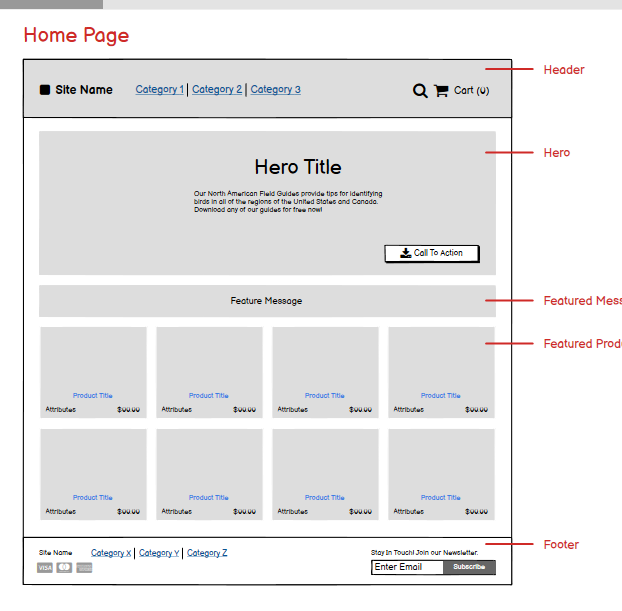 Home Page
Site Name Category 1 | Category 2 | Category 3 Cart (0)
Header
Hero Title
Hero
Our North American Field Guides provide tips for identifying
birds in all of the regions of the United States and Canada.
Download any of our guides for free now!
Call To Action
Feature Message
Featured Mess
Featured Prod
Product Title Product Title Product Title Product Title
Attributes $00.00 Attributes $00.00 Attributes $00.00 Attributes $00.00
Product Title Product Title Product Title Product Title
Attributes $00.00 Attributes $00.00 Attributes $00.00 Attributes $00.00
Footer
Site Name Category X | Category Y | Category Z Stay In Touch! Join our Newsletter.
VISA Enter Email Subscribe